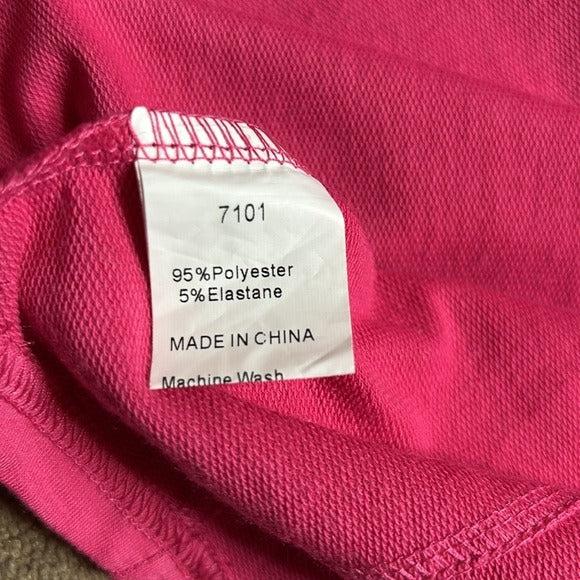 7101
95%Polyester
5%Elastane
MADE IN CHINA
Machine Wash